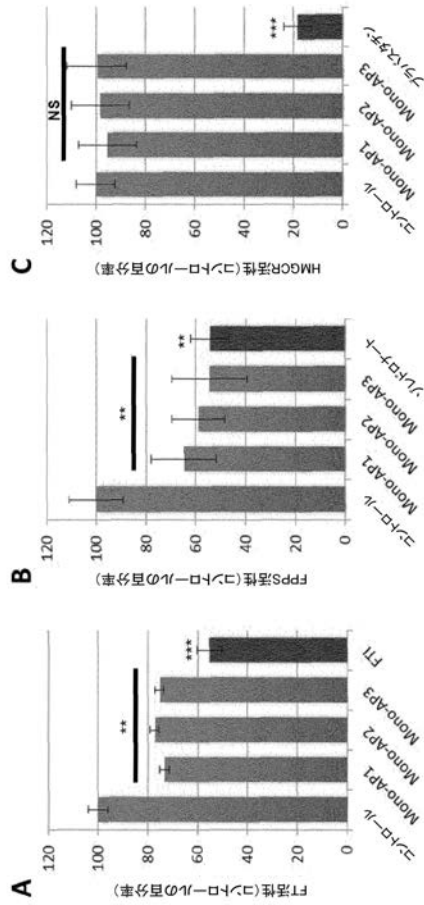 A
FT活性(コントロールの百分率)
120
100
80
60
40
20
0
**
***
コントロール
Mono-AP1
Mono-AP2
Mono-AP3
FTI
B
FPPS活性(コントロールの百分率)
120
100
80
60
40
20
0
**
**
コントロール
Mono-AP1
Mono-AP2
Mono-AP3
ゾレドロナート
C
HMGCR活性(コントロールの百分率)
120
100
80
60
40
20
0
NS
***
コントロール
Mono-AP1
Mono-AP2
Mono-AP3
プラバスタチン